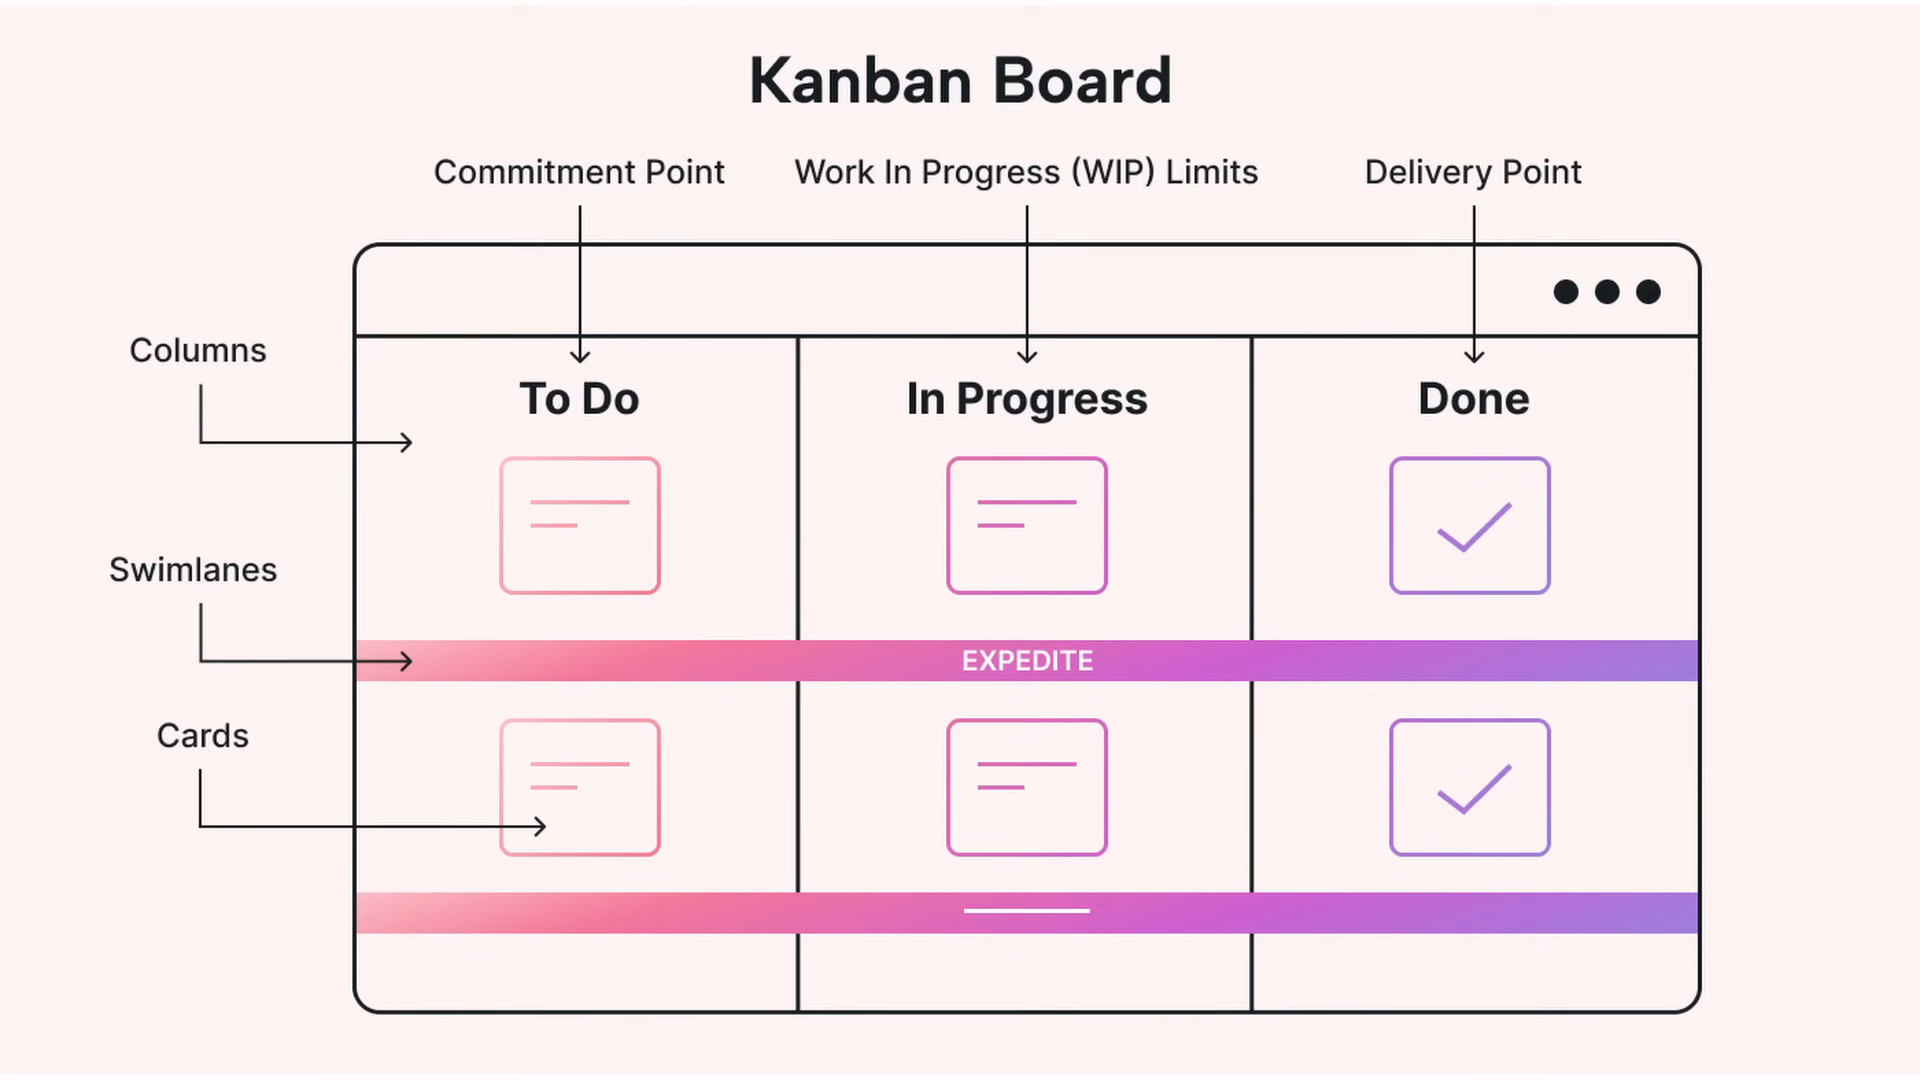 Kanban Board
Commitment Point
Work In Progress (WIP) Limits
Delivery Point
Columns
To Do
In Progress
Done
Swimlanes
EXPEDITE
Cards